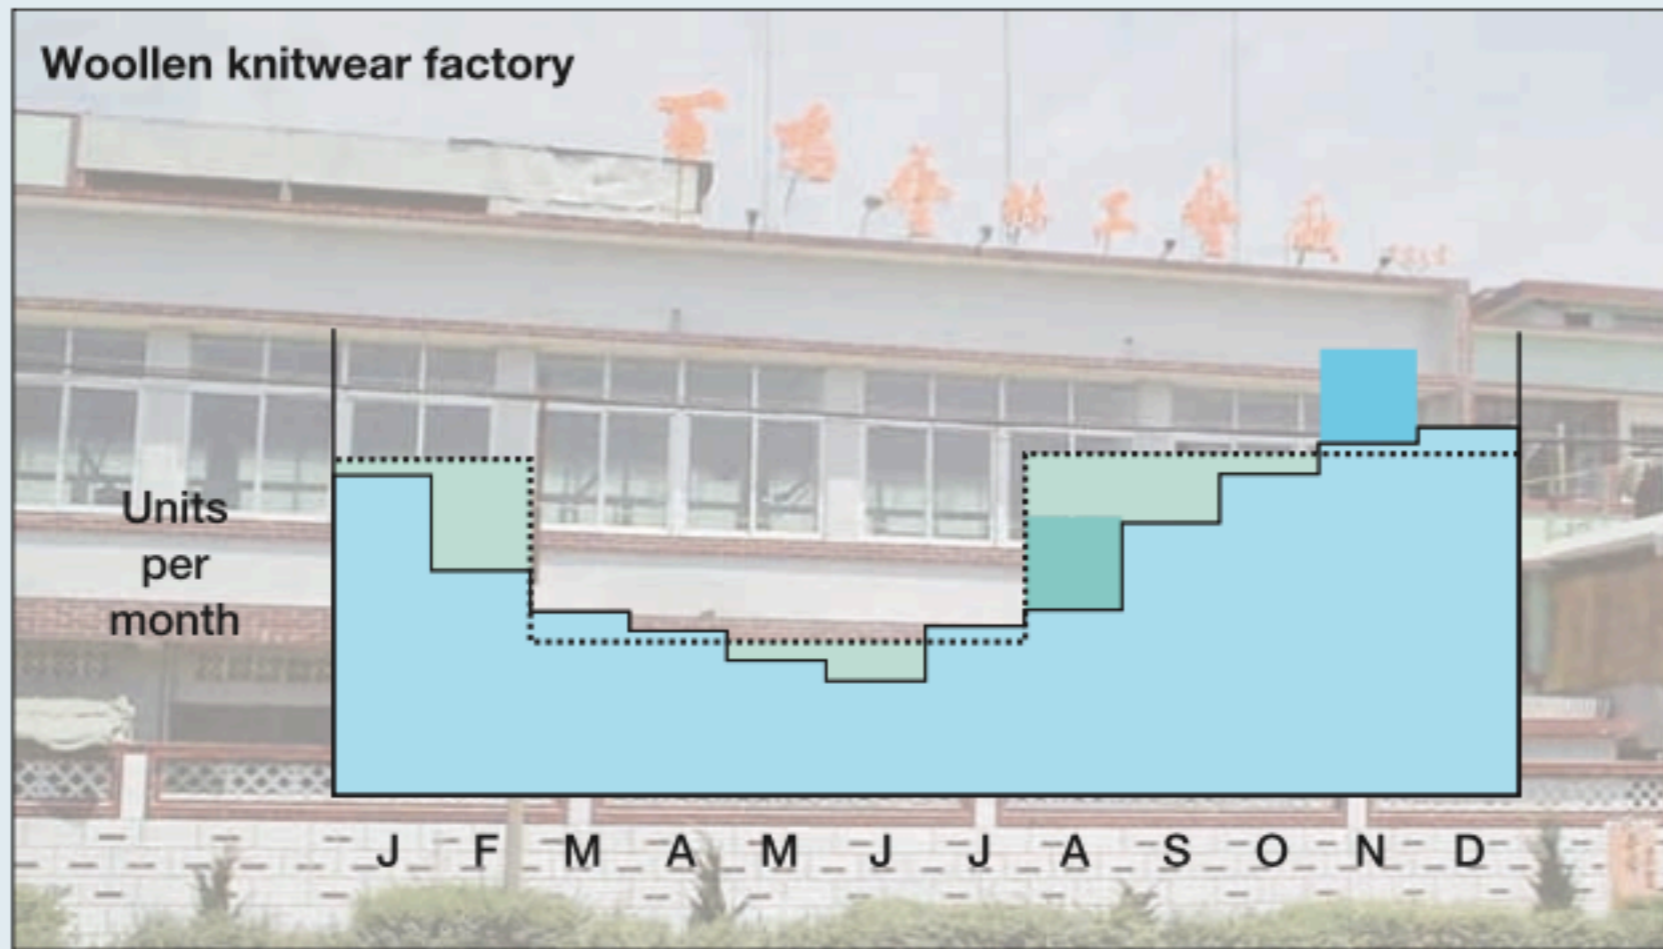 Woollen knitwear factory
Units
per
month
J F M A M J J A S O N D